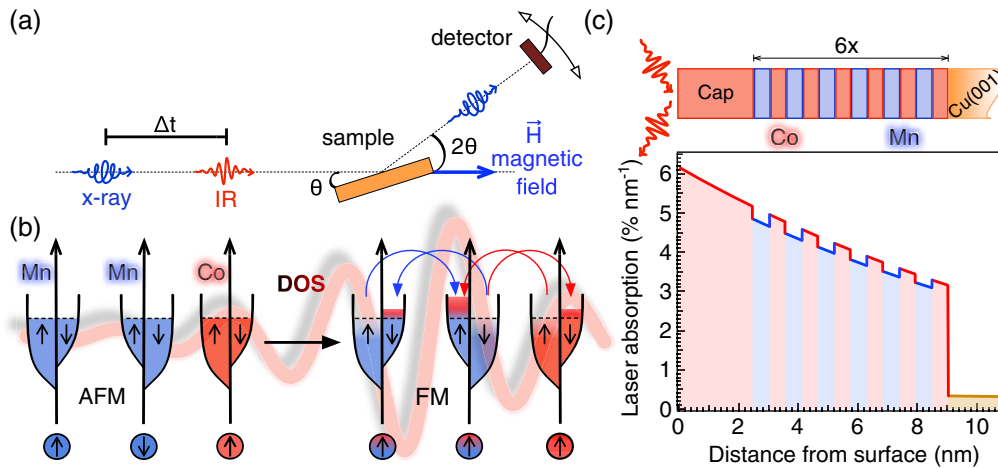 (a)
detector
Δt
sample
2θ
H
magnetic
field
θ
x-ray
IR
(b)
Mn
Mn
Co
DOS
AFM
FM
(c)
6x
Cap
Cu(001)
Co
Mn
Laser absorption (% nm⁻¹)
6
5
4
3
2
1
0
0
2
4
6
8
10
Distance from surface (nm)